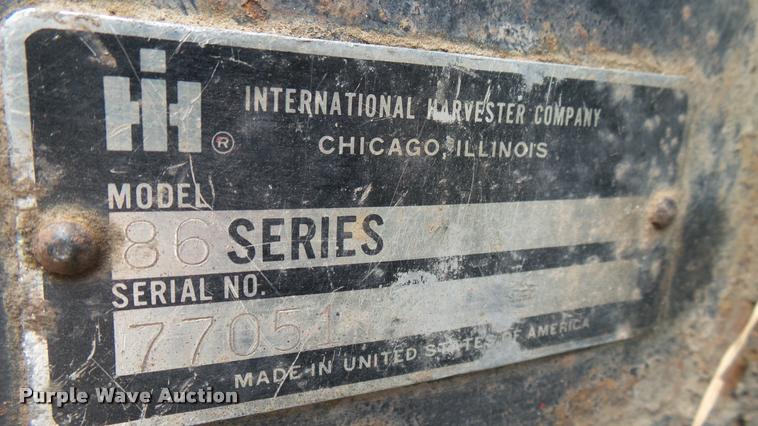 IH®
INTERNATIONAL HARVESTER COMPANY
CHICAGO, ILLINOIS
MODEL
86 SERIES
SERIAL NO.
77051
MADE IN UNITED STATES OF AMERICA
Purple Wave Auction